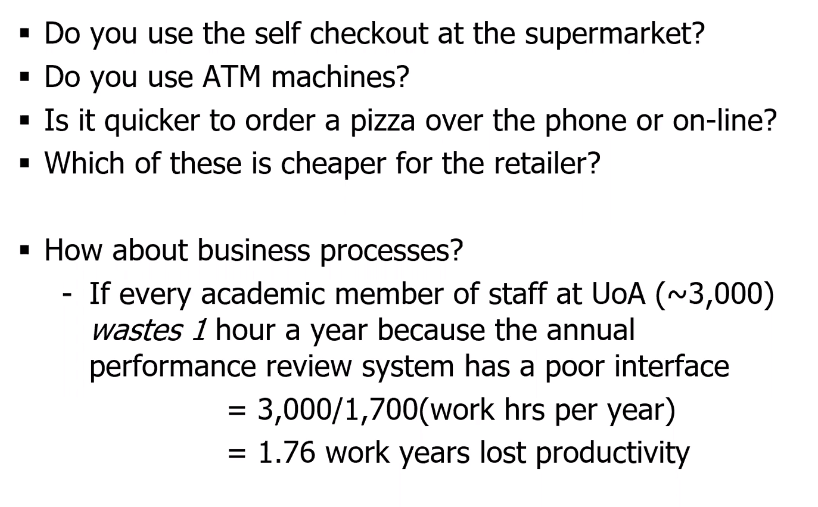 ▪ Do you use the self checkout at the supermarket?
▪ Do you use ATM machines?
▪ Is it quicker to order a pizza over the phone or on-line?
▪ Which of these is cheaper for the retailer?
▪ How about business processes?
- If every academic member of staff at UoA (~3,000)
wastes 1 hour a year because the annual
performance review system has a poor interface
= 3,000/1,700(work hrs per year)
= 1.76 work years lost productivity